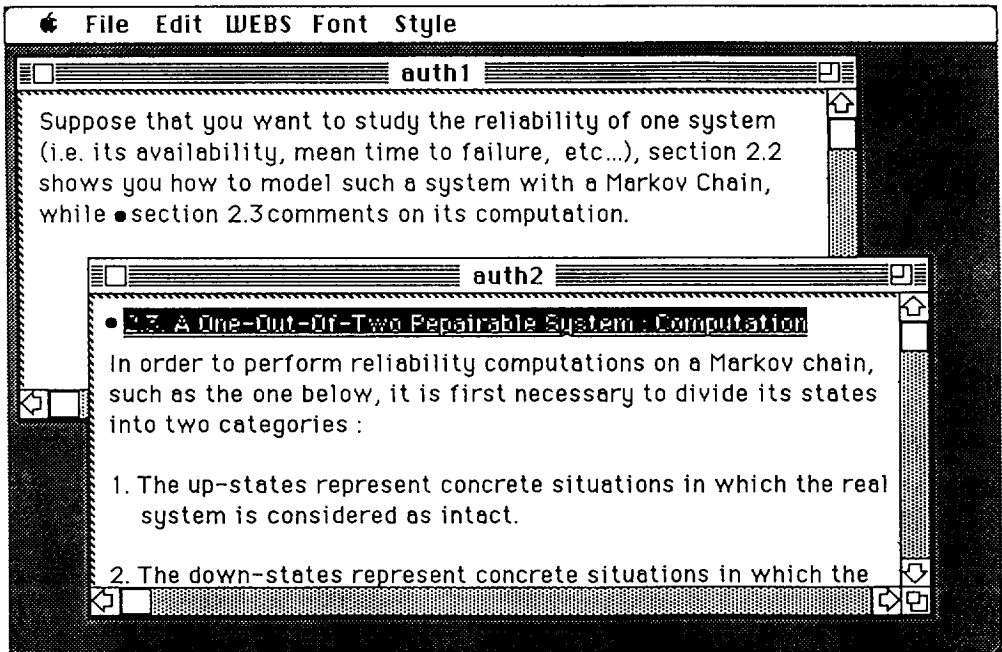 File Edit WEBS Font Style
auth1
Suppose that you want to study the reliability of one system
(i.e. its availability, mean time to failure, etc...), section 2.2
shows you how to model such a system with a Markov Chain,
while •section 2.3comments on its computation.
auth2
• 2.3. A One-Out-Of-Two Repairable System : Computation
In order to perform reliability computations on a Markov chain,
such as the one below, it is first necessary to divide its states
into two categories :
1. The up-states represent concrete situations in which the real
system is considered as intact.
2. The down-states represent concrete situations in which the